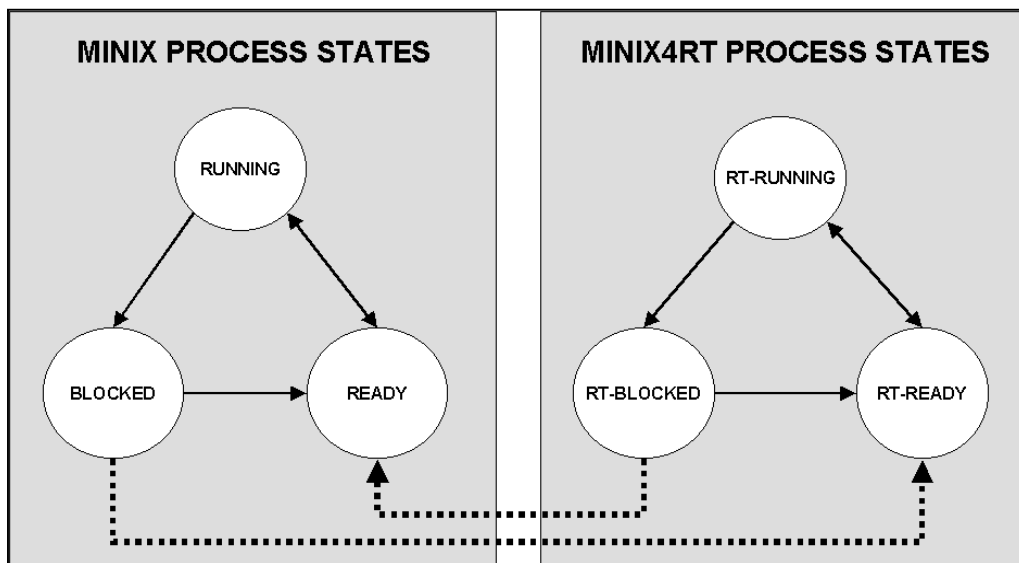 MINIX PROCESS STATES
RUNNING
BLOCKED
READY
MINIX4RT PROCESS STATES
RT-RUNNING
RT-BLOCKED
RT-READY